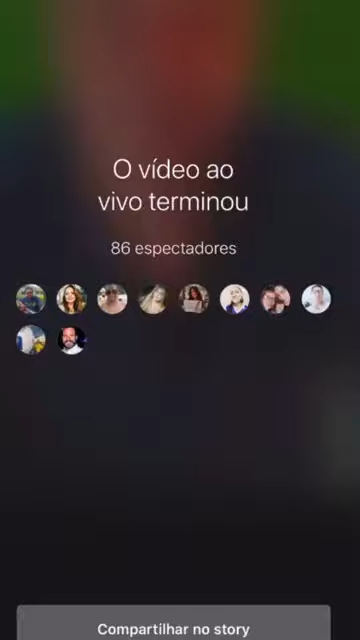 O vídeo ao
vivo terminou
86 espectadores
Compartilhar no story